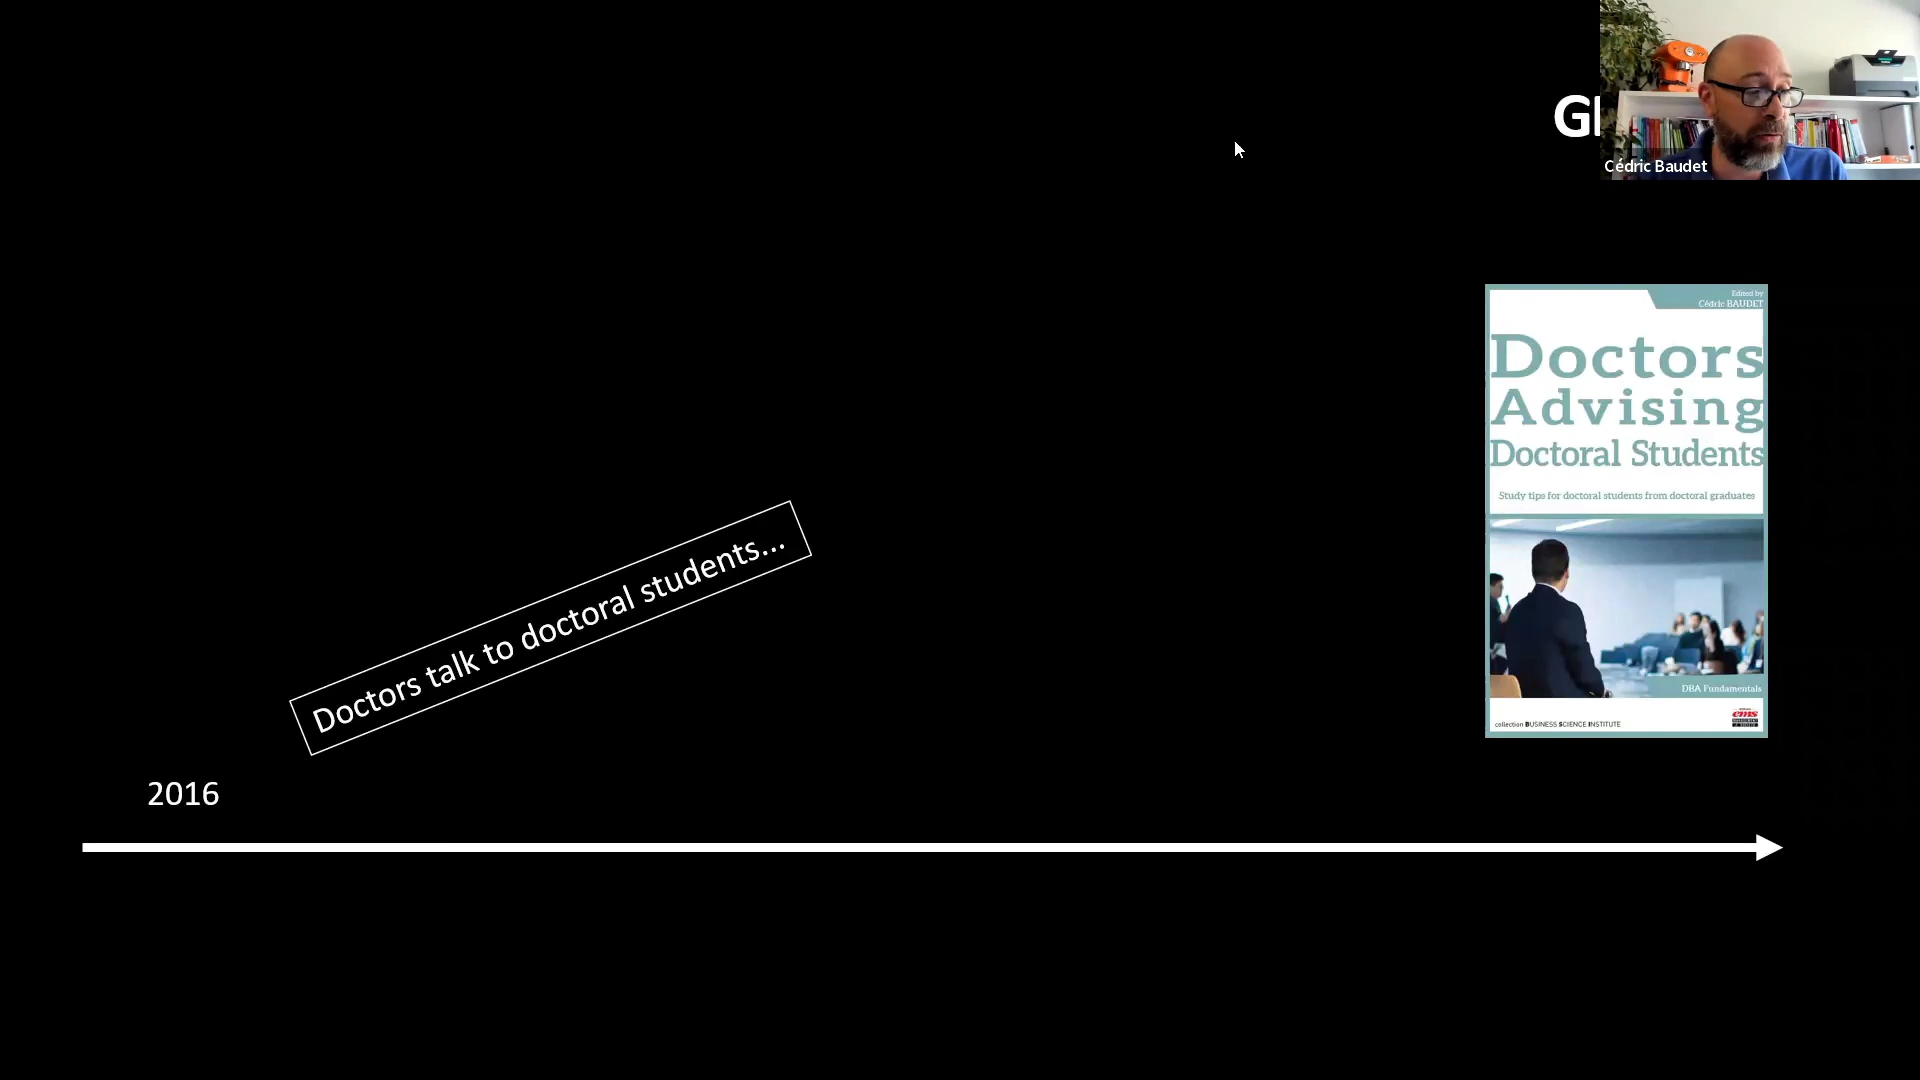 Cédric Baudet
Edited by
Cédric BAUDET
Doctors
Advising
Doctoral Students
Study tips for doctoral students from doctoral graduates
DBA Fundamentals
collection BUSINESS SCIENCE INSTITUTE
ems
Doctors talk to doctoral students...
2016